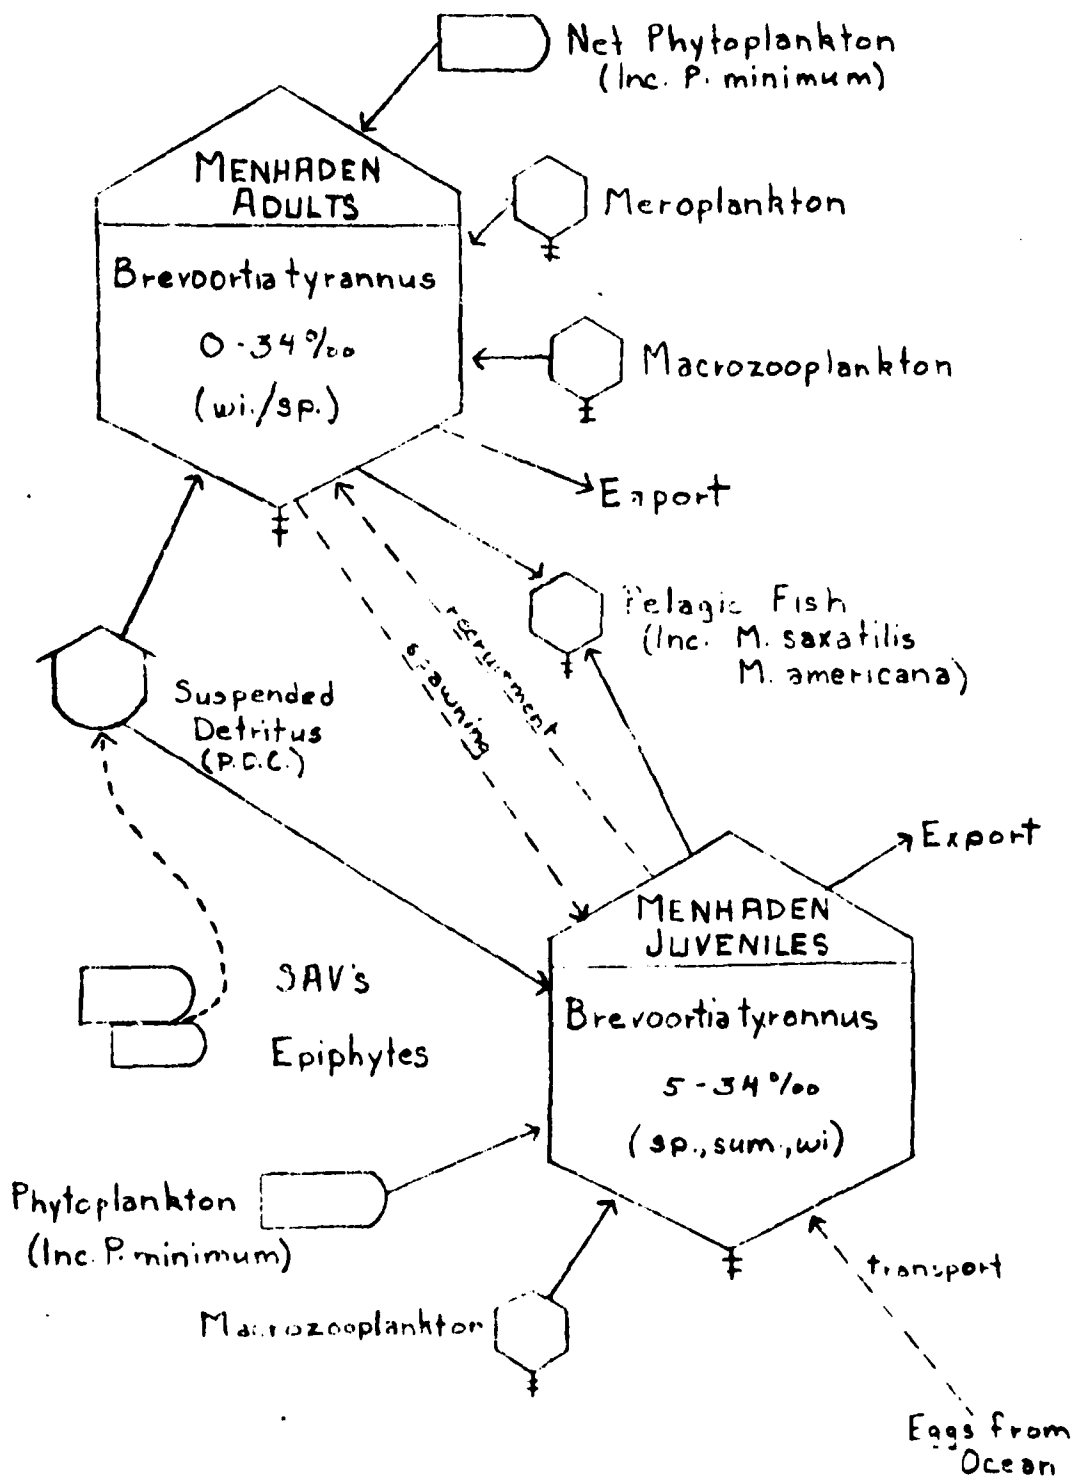 Net Phytoplankton
(Inc. P. minimum)
MENHADEN
ADULTS
Brevoortia tyrannus
0-34 ‰
(wi./sp.)
Meroplankton
Macrozooplankton
Export
Pelagic Fish
(Inc. M. saxatilis
M. americana)
recruitment
spawning
Suspended
Detritus
(P.O.C.)
Export
MENHADEN
JUVENILES
Brevoortia tyrannus
5-34 ‰
(sp., sum., wi)
SAV's
Epiphytes
Phytoplankton
(Inc. P. minimum)
Macrozooplankton
transport
Eggs from
Ocean